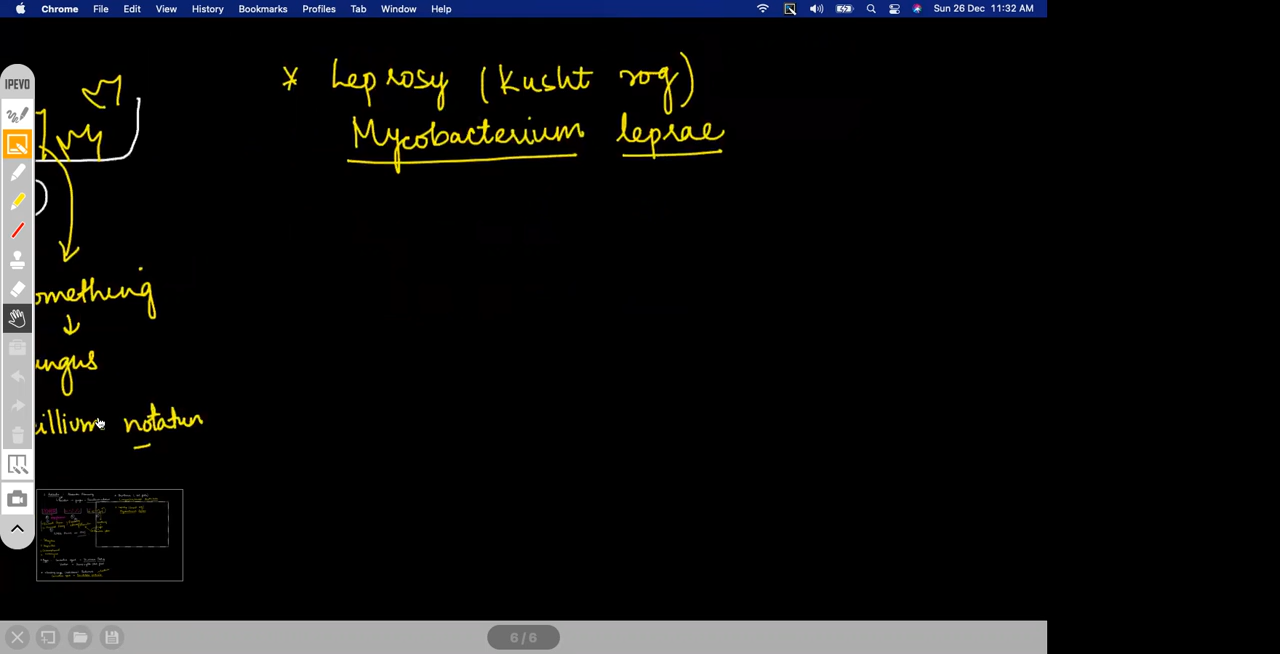 Chrome File Edit View History Bookmarks Profiles Tab Window Help Sun 26 Dec 11:32 AM
IPEVO
* Leprosy (Kusht rog)
Mycobacterium leprae
omething
ungus
illium notatun
6 / 6